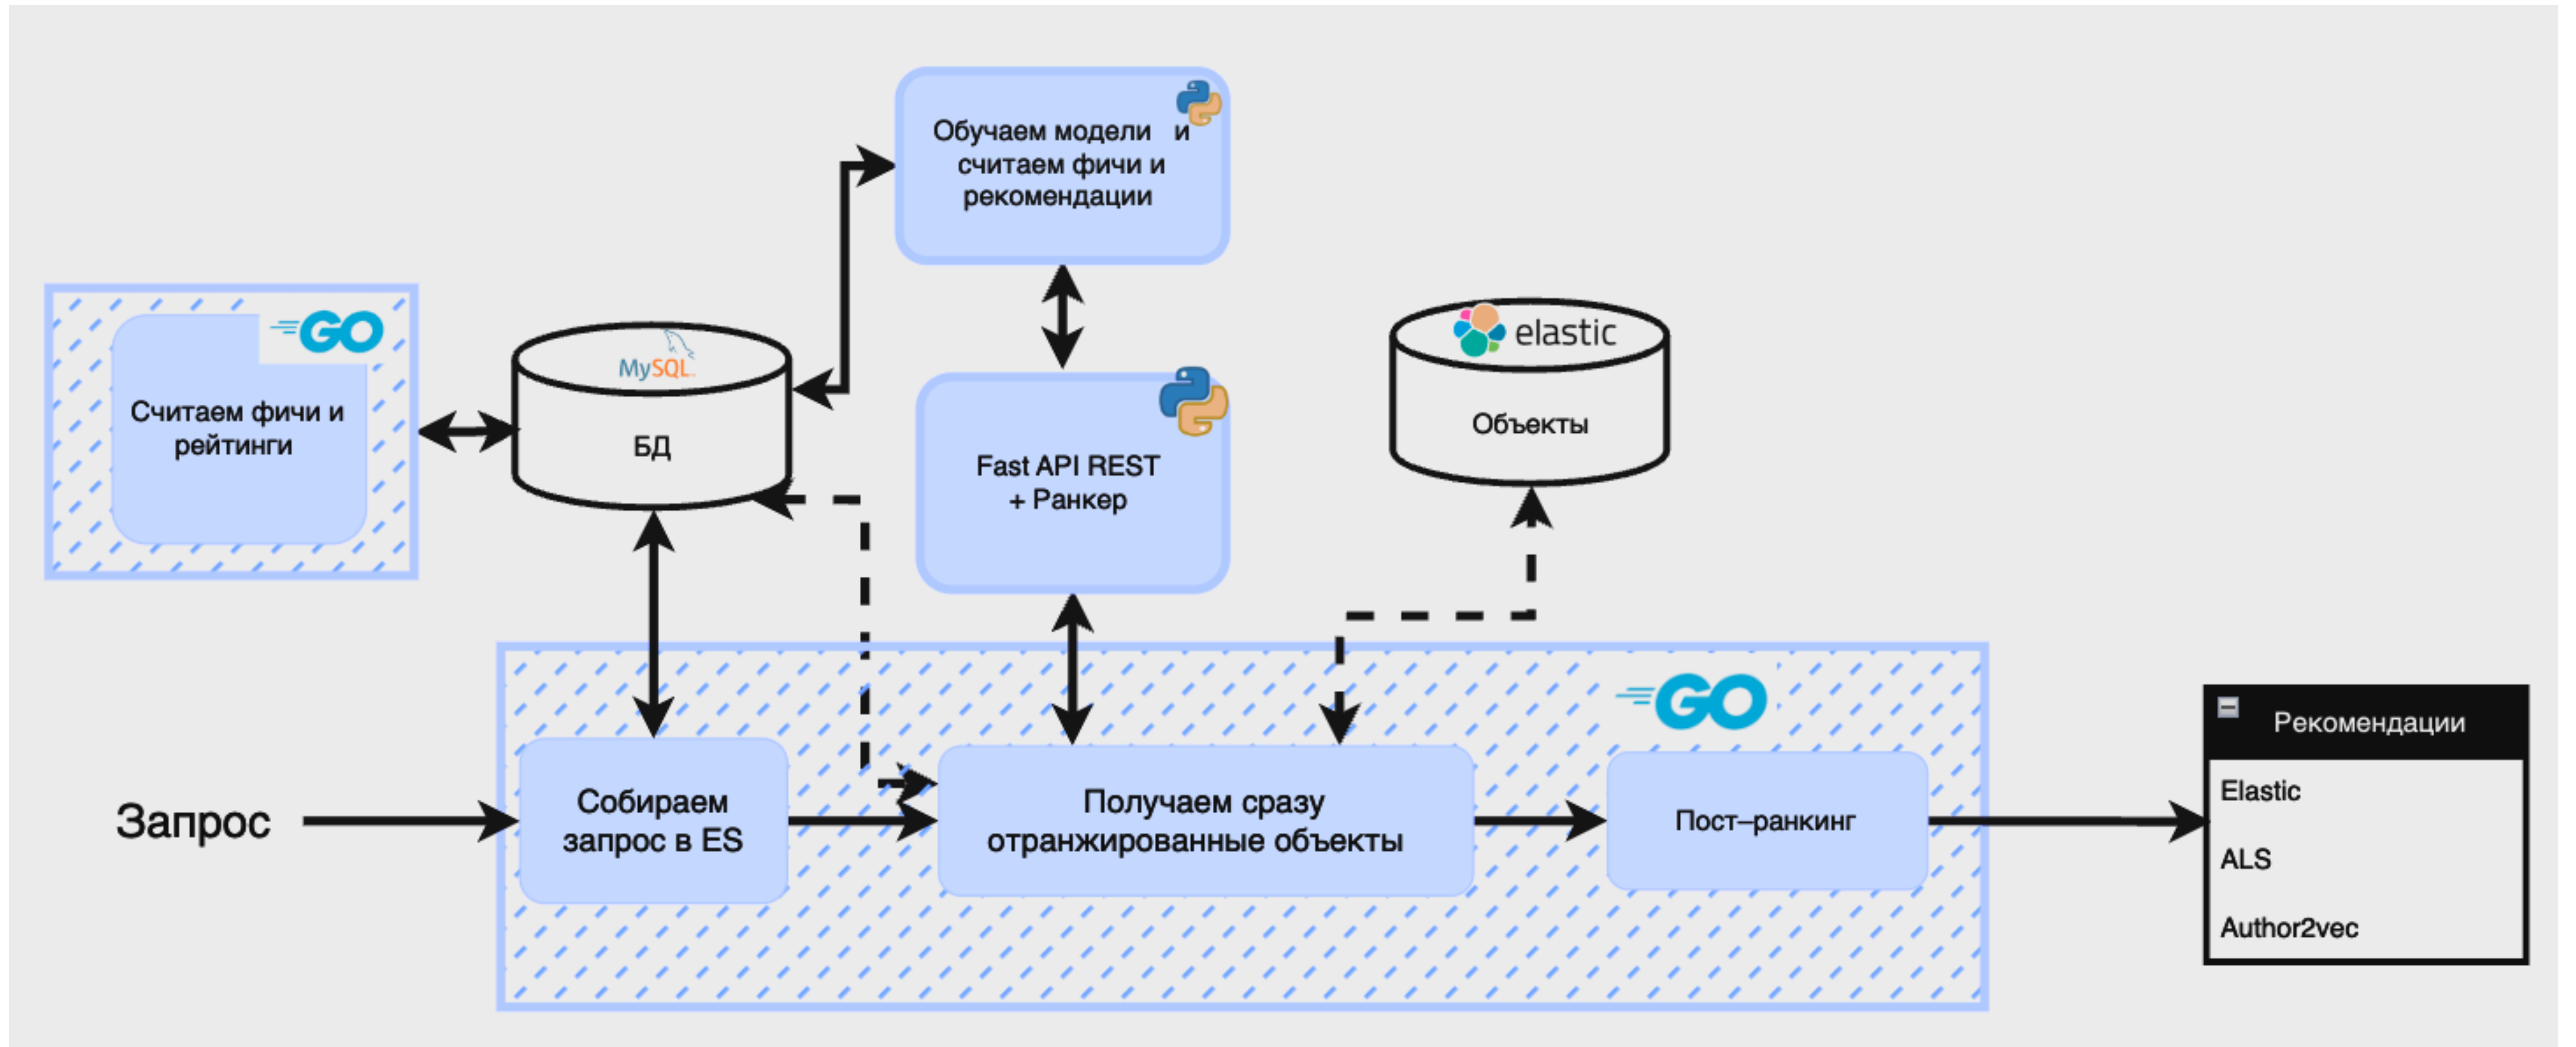 Обучаем модели и
считаем фичи и
рекомендации
GO
Считаем фичи и
рейтинги
MySQL
БД
Fast API REST
+ Ранкер
elastic
Объекты
GO
Запрос
Собираем
запрос в ES
Получаем сразу
отранжированные объекты
Пост–ранкинг
Рекомендации
Elastic
ALS
Author2vec